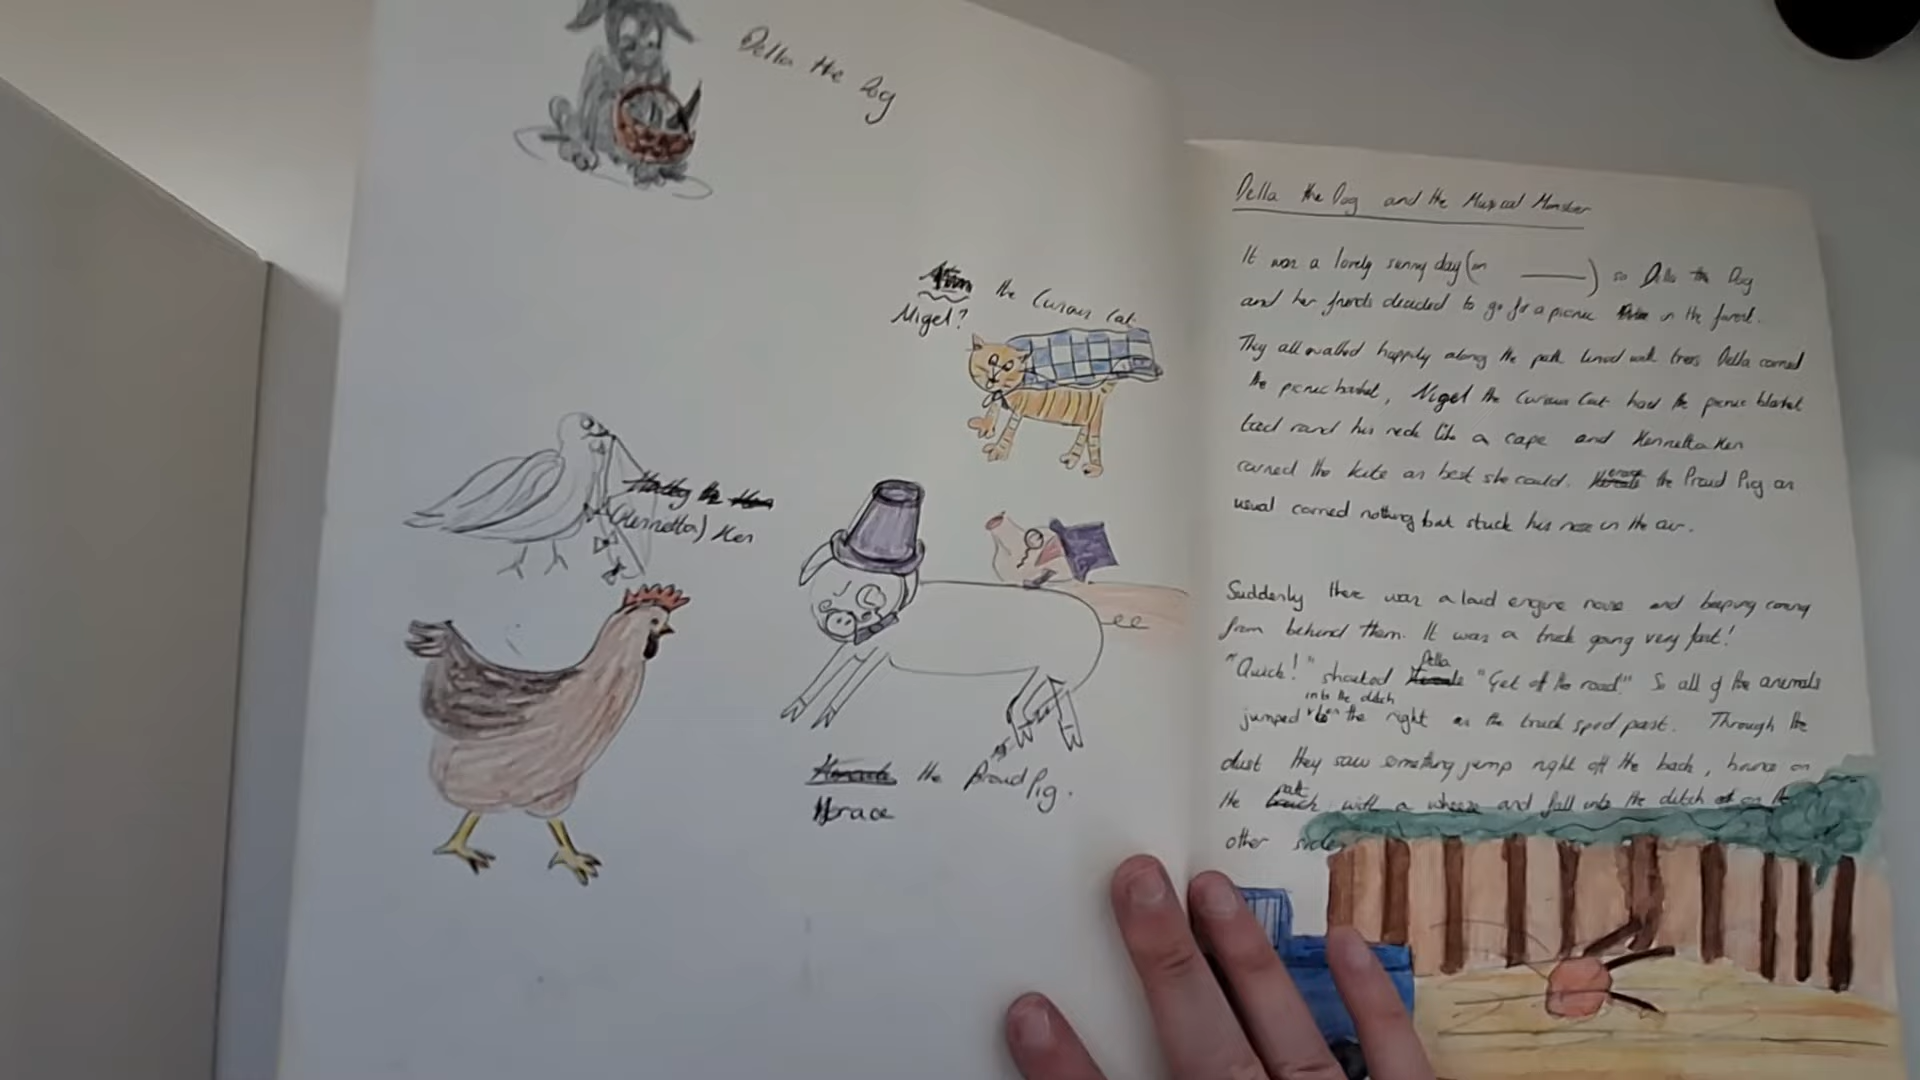 Della the Dog
the Curious Cat
Nigel?
(Kennetta) Ken
the Proud Pig.
Horace
Della the Dog and the Musical Monster
It was a lovely sunny day (on ______) so Della the Dog
and her friends decided to go for a picnic in the forest.
They all walked happily along the path lined with trees Della carried
the picnic basket, Nigel the Curious Cat had the picnic blanket
tied round his neck like a cape and Kennetta Ken
carried the kite as best she could. the Proud Pig as
usual carried nothing but stuck his nose in the air.
Suddenly there was a loud engine noise and beeping coming
from behind them. It was a truck going very fast!
"Quick!" shouted Della "Get of the road!" So all of the animals
into the ditch
jumped the right as the truck sped past. Through the
dust they saw something jump right off the back, bounce on
the with a wheeze and fall into the ditch on the
other side